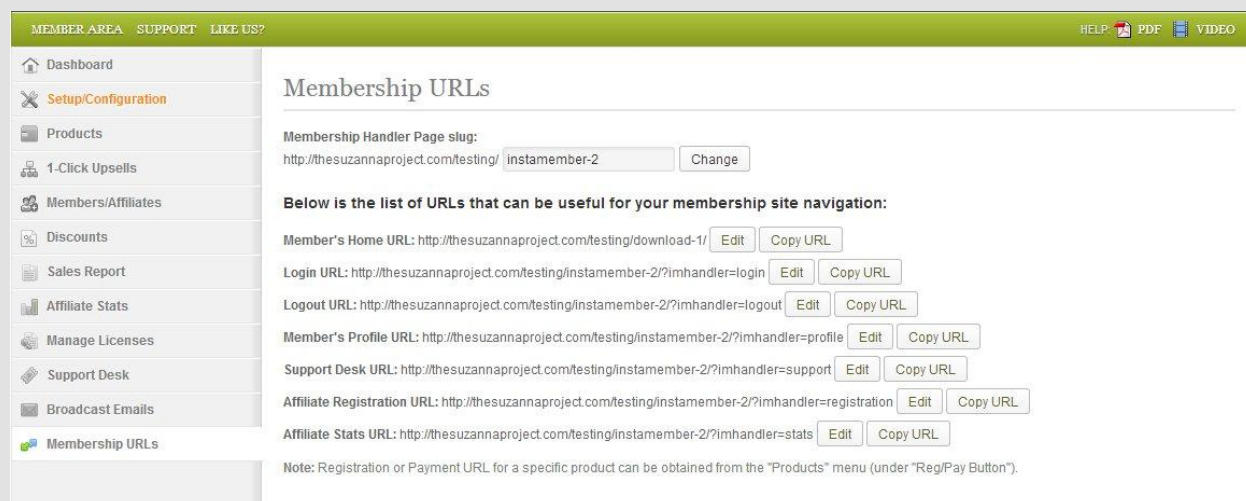 MEMBER AREA SUPPORT LIKE US? HELP: PDF VIDEO
Dashboard
Setup/Configuration
Products
1-Click Upsells
Members/Affiliates
Discounts
Sales Report
Affiliate Stats
Manage Licenses
Support Desk
Broadcast Emails
Membership URLs
Membership URLs
Membership Handler Page slug:
http://thesuzannaproject.com/testing/ instamember-2 Change
Below is the list of URLs that can be useful for your membership site navigation:
Member's Home URL: http://thesuzannaproject.com/testing/download-1/ Edit Copy URL
Login URL: http://thesuzannaproject.com/testing/instamember-2/?imhandler=login Edit Copy URL
Logout URL: http://thesuzannaproject.com/testing/instamember-2/?imhandler=logout Edit Copy URL
Member's Profile URL: http://thesuzannaproject.com/testing/instamember-2/?imhandler=profile Edit Copy URL
Support Desk URL: http://thesuzannaproject.com/testing/instamember-2/?imhandler=support Edit Copy URL
Affiliate Registration URL: http://thesuzannaproject.com/testing/instamember-2/?imhandler=registration Edit Copy URL
Affiliate Stats URL: http://thesuzannaproject.com/testing/instamember-2/?imhandler=stats Edit Copy URL
Note: Registration or Payment URL for a specific product can be obtained from the "Products" menu (under "Reg/Pay Button").